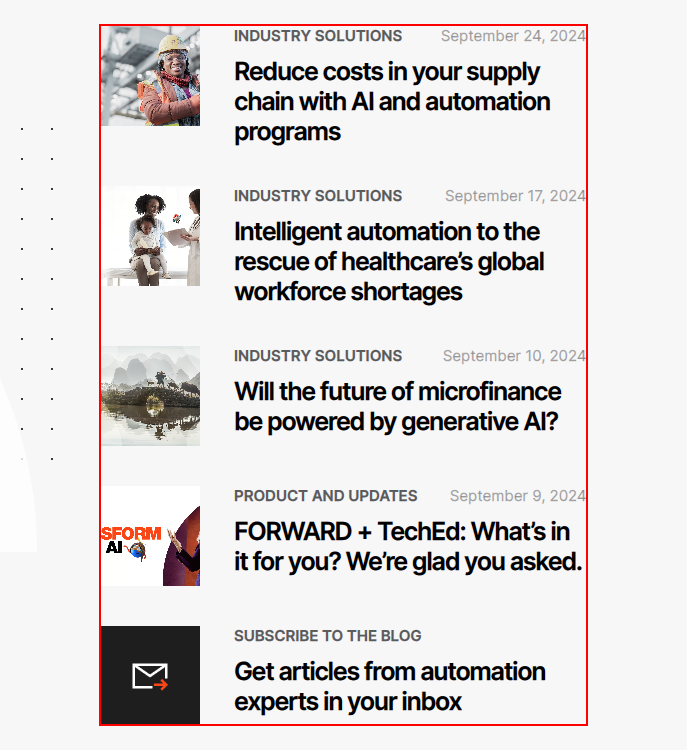 INDUSTRY SOLUTIONS September 24, 2024
Reduce costs in your supply
chain with AI and automation
programs
INDUSTRY SOLUTIONS September 17, 2024
Intelligent automation to the
rescue of healthcare’s global
workforce shortages
INDUSTRY SOLUTIONS September 10, 2024
Will the future of microfinance
be powered by generative AI?
PRODUCT AND UPDATES September 9, 2024
SFORM
AI
FORWARD + TechEd: What’s in
it for you? We’re glad you asked.
SUBSCRIBE TO THE BLOG
Get articles from automation
experts in your inbox